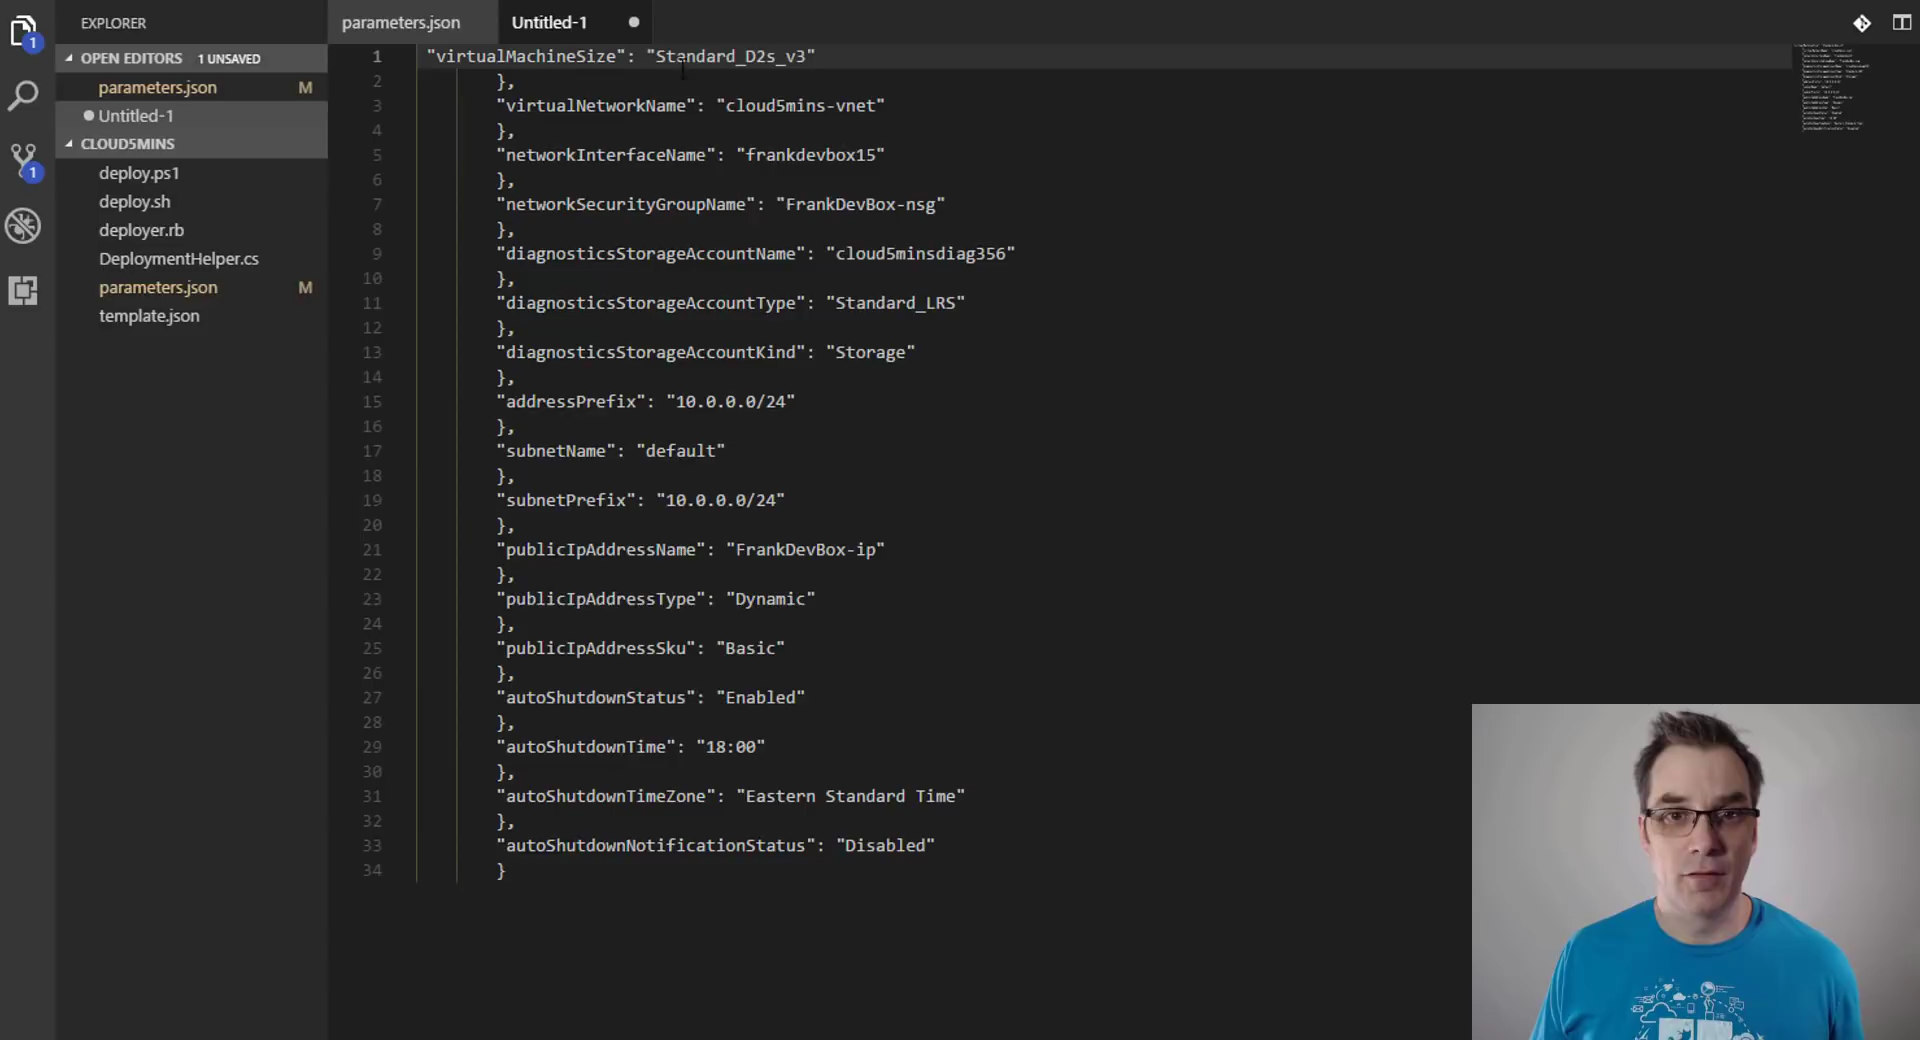 EXPLORER
OPEN EDITORS 1 UNSAVED
parameters.json M
Untitled-1
CLOUD5MINS
deploy.ps1
deploy.sh
deployer.rb
DeploymentHelper.cs
parameters.json M
template.json
1
1
parameters.json Untitled-1
1 "virtualMachineSize": "Standard_D2s_v3"
2 },
3 "virtualNetworkName": "cloud5mins-vnet"
4 },
5 "networkInterfaceName": "frankdevbox15"
6 },
7 "networkSecurityGroupName": "FrankDevBox-nsg"
8 },
9 "diagnosticsStorageAccountName": "cloud5minsdiag356"
10 },
11 "diagnosticsStorageAccountType": "Standard_LRS"
12 },
13 "diagnosticsStorageAccountKind": "Storage"
14 },
15 "addressPrefix": "10.0.0.0/24"
16 },
17 "subnetName": "default"
18 },
19 "subnetPrefix": "10.0.0.0/24"
20 },
21 "publicIpAddressName": "FrankDevBox-ip"
22 },
23 "publicIpAddressType": "Dynamic"
24 },
25 "publicIpAddressSku": "Basic"
26 },
27 "autoShutdownStatus": "Enabled"
28 },
29 "autoShutdownTime": "18:00"
30 },
31 "autoShutdownTimeZone": "Eastern Standard Time"
32 },
33 "autoShutdownNotificationStatus": "Disabled"
34 }